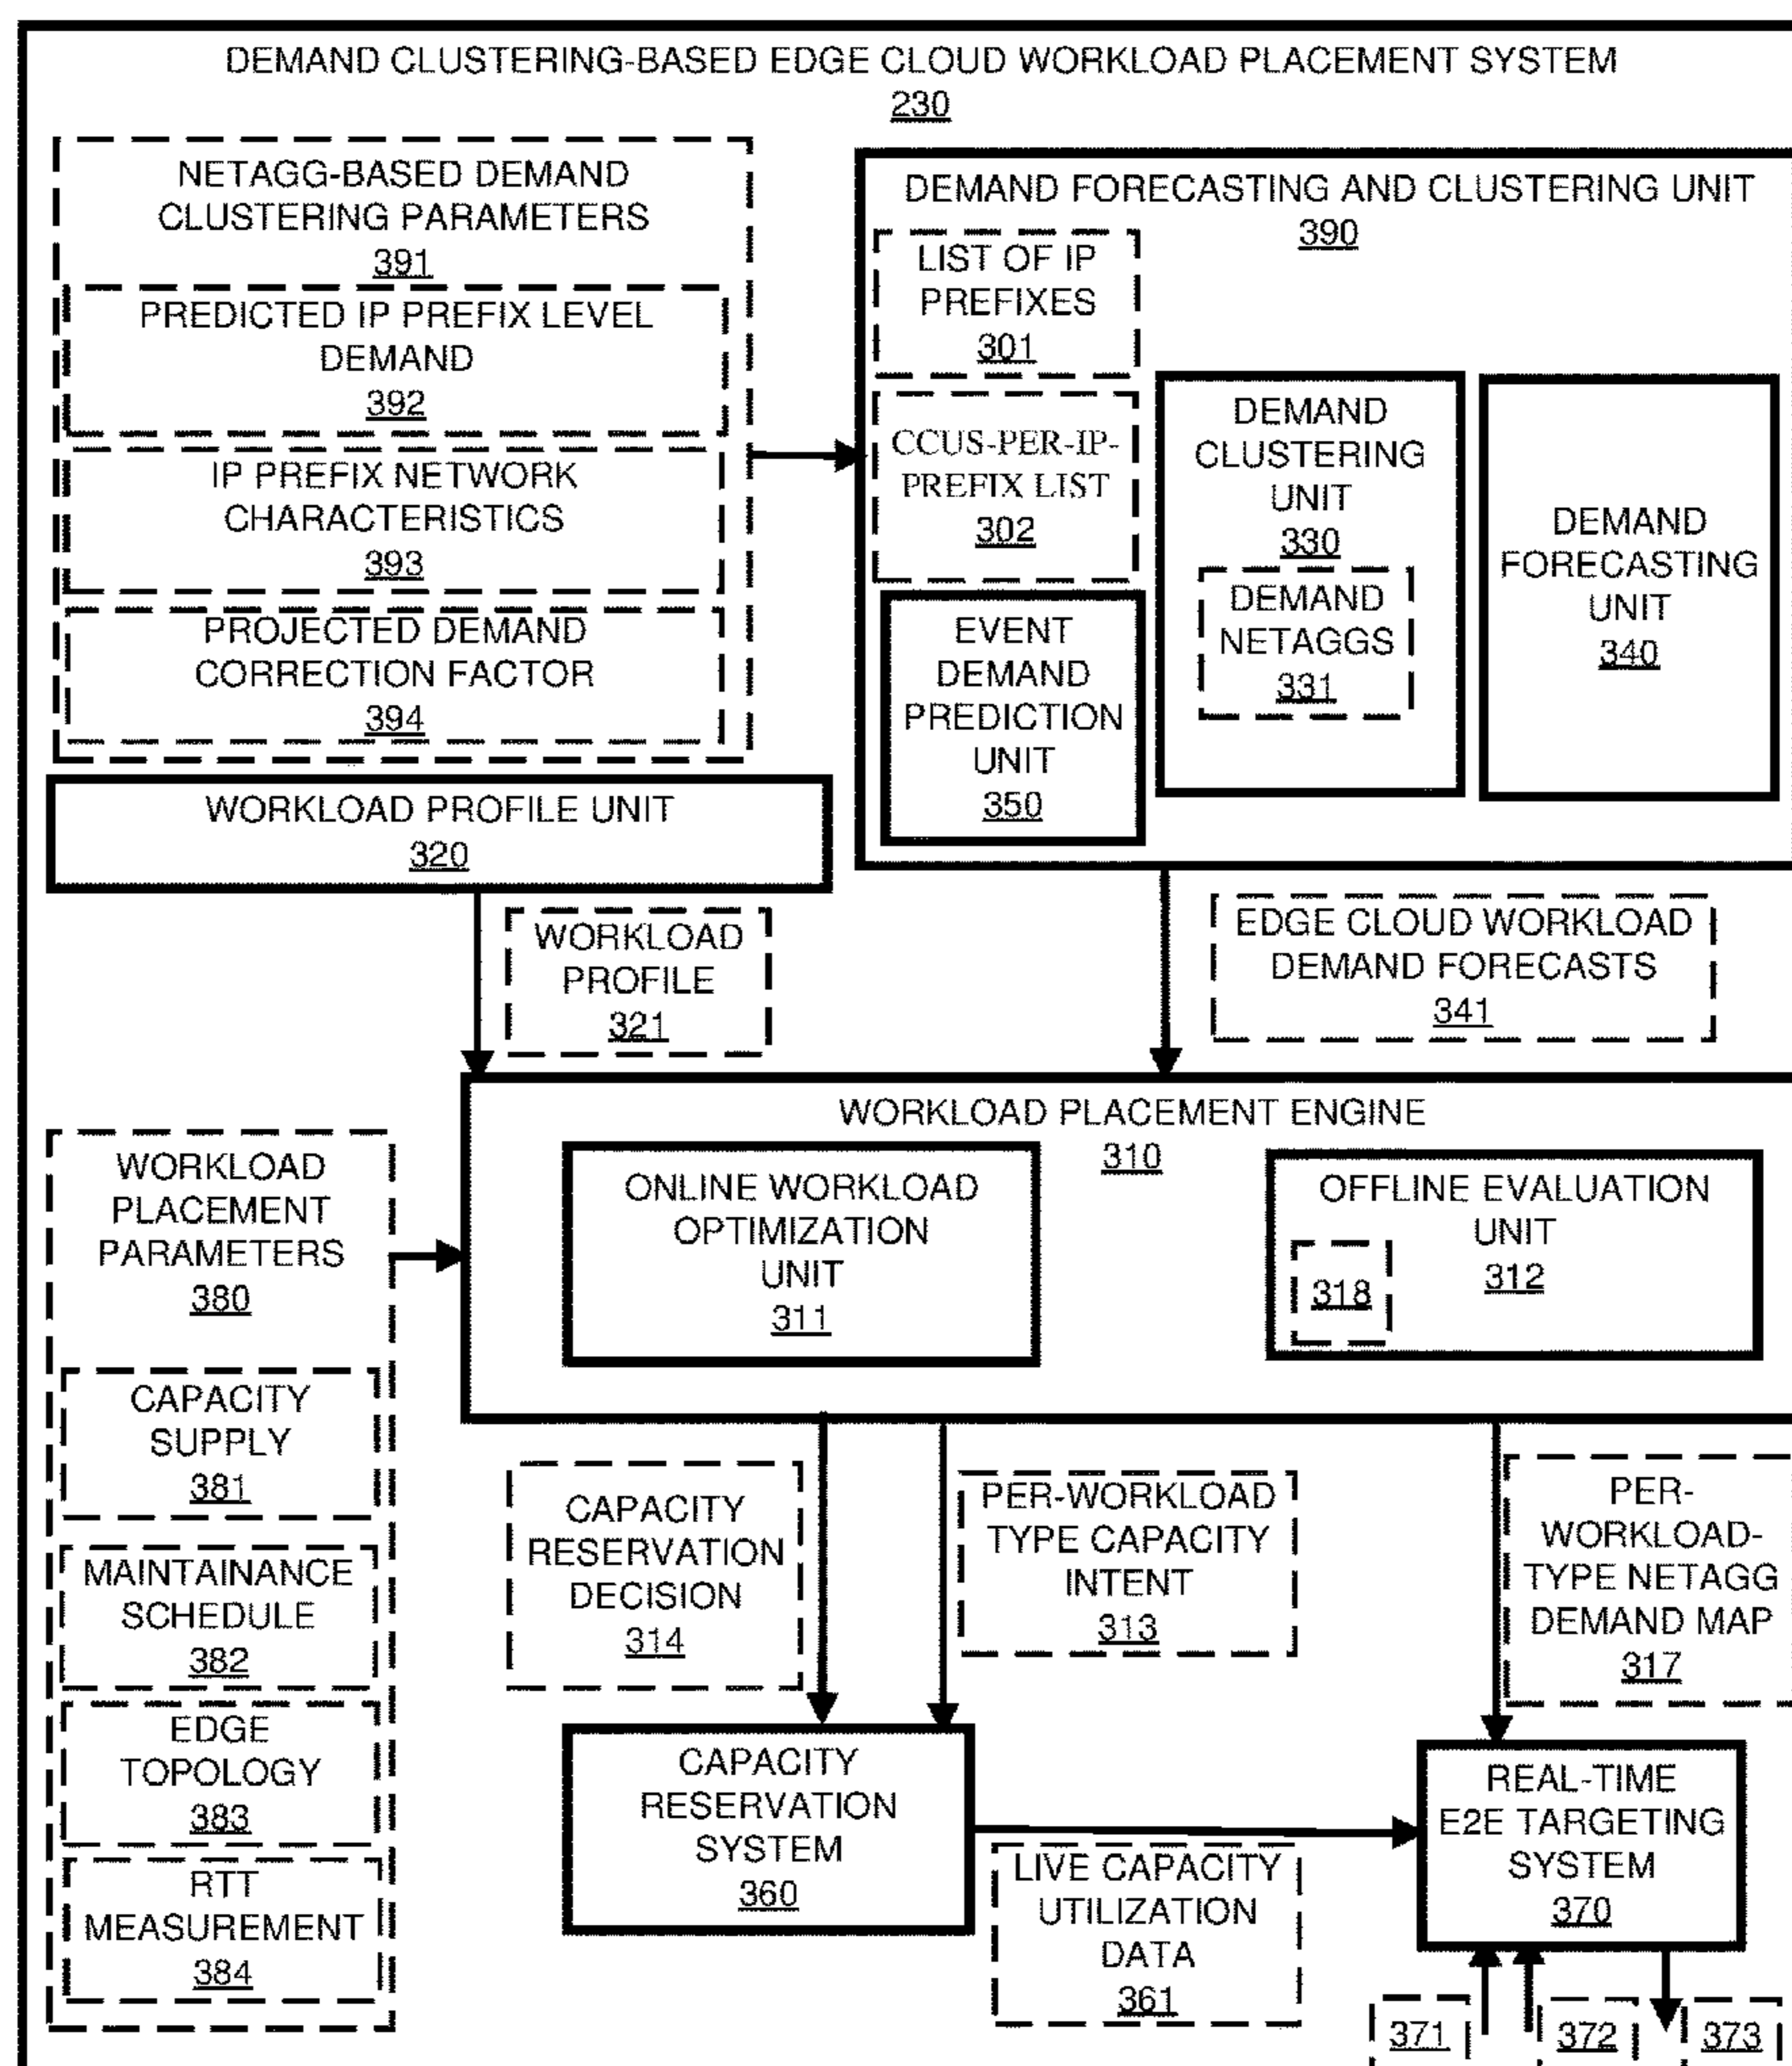 DEMAND CLUSTERING-BASED EDGE CLOUD WORKLOAD PLACEMENT SYSTEM
230
NETAGG-BASED DEMAND
CLUSTERING PARAMETERS
391
PREDICTED IP PREFIX LEVEL
DEMAND
392
IP PREFIX NETWORK
CHARACTERISTICS
393
PROJECTED DEMAND
CORRECTION FACTOR
394
DEMAND FORECASTING AND CLUSTERING UNIT
390
LIST OF IP
PREFIXES
301
CCUS-PER-IP-
PREFIX LIST
302
EVENT
DEMAND
PREDICTION
UNIT
350
DEMAND
CLUSTERING
UNIT
330
DEMAND
NETAGGS
331
DEMAND
FORECASTING
UNIT
340
WORKLOAD PROFILE UNIT
320
WORKLOAD
PROFILE
321
EDGE CLOUD WORKLOAD
DEMAND FORECASTS
341
WORKLOAD PLACEMENT ENGINE
310
ONLINE WORKLOAD
OPTIMIZATION
UNIT
311
OFFLINE EVALUATION
UNIT
312
318
WORKLOAD
PLACEMENT
PARAMETERS
380
CAPACITY
SUPPLY
381
MAINTAINANCE
SCHEDULE
382
EDGE
TOPOLOGY
383
RTT
MEASUREMENT
384
CAPACITY
RESERVATION
DECISION
314
PER-WORKLOAD
TYPE CAPACITY
INTENT
313
PER-
WORKLOAD-
TYPE NETAGG
DEMAND MAP
317
CAPACITY
RESERVATION
SYSTEM
360
LIVE CAPACITY
UTILIZATION
DATA
361
REAL-TIME
E2E TARGETING
SYSTEM
370
371
372
373